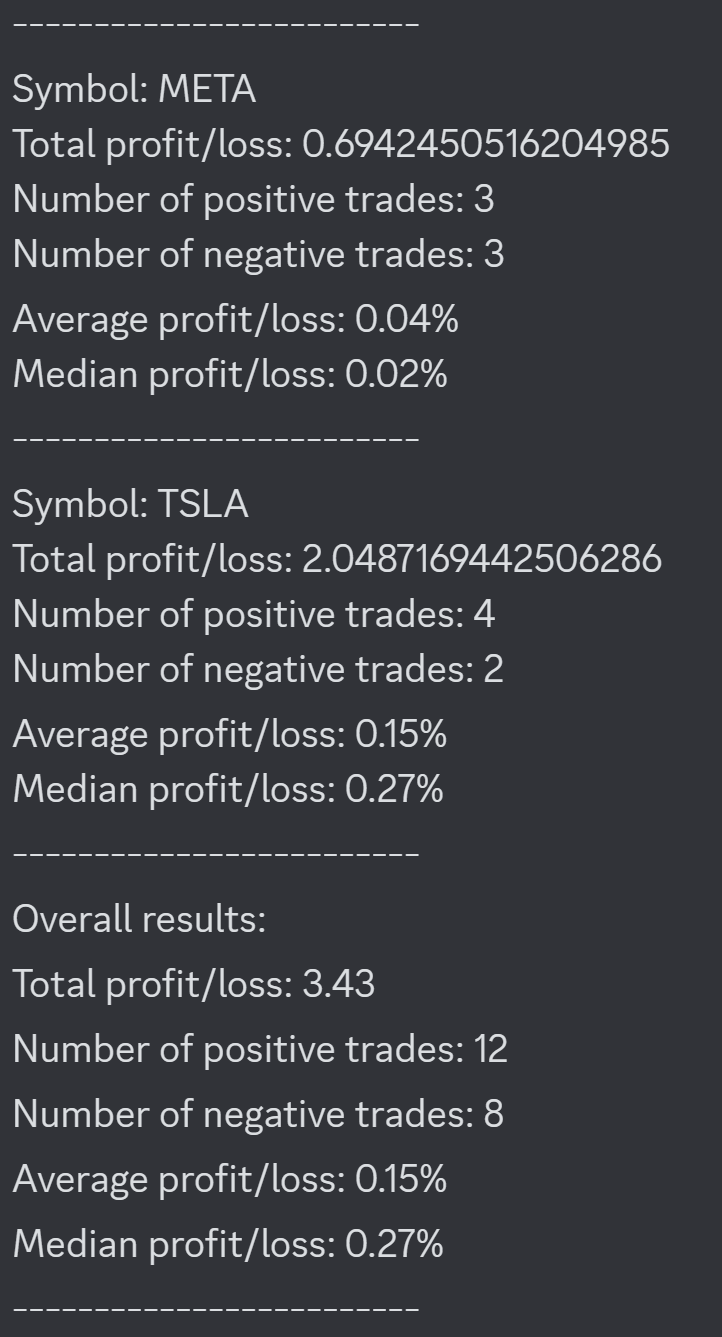 -------------------------
Symbol: META
Total profit/loss: 0.6942450516204985
Number of positive trades: 3
Number of negative trades: 3
Average profit/loss: 0.04%
Median profit/loss: 0.02%
-------------------------
Symbol: TSLA
Total profit/loss: 2.0487169442506286
Number of positive trades: 4
Number of negative trades: 2
Average profit/loss: 0.15%
Median profit/loss: 0.27%
-------------------------
Overall results:
Total profit/loss: 3.43
Number of positive trades: 12
Number of negative trades: 8
Average profit/loss: 0.15%
Median profit/loss: 0.27%
-------------------------